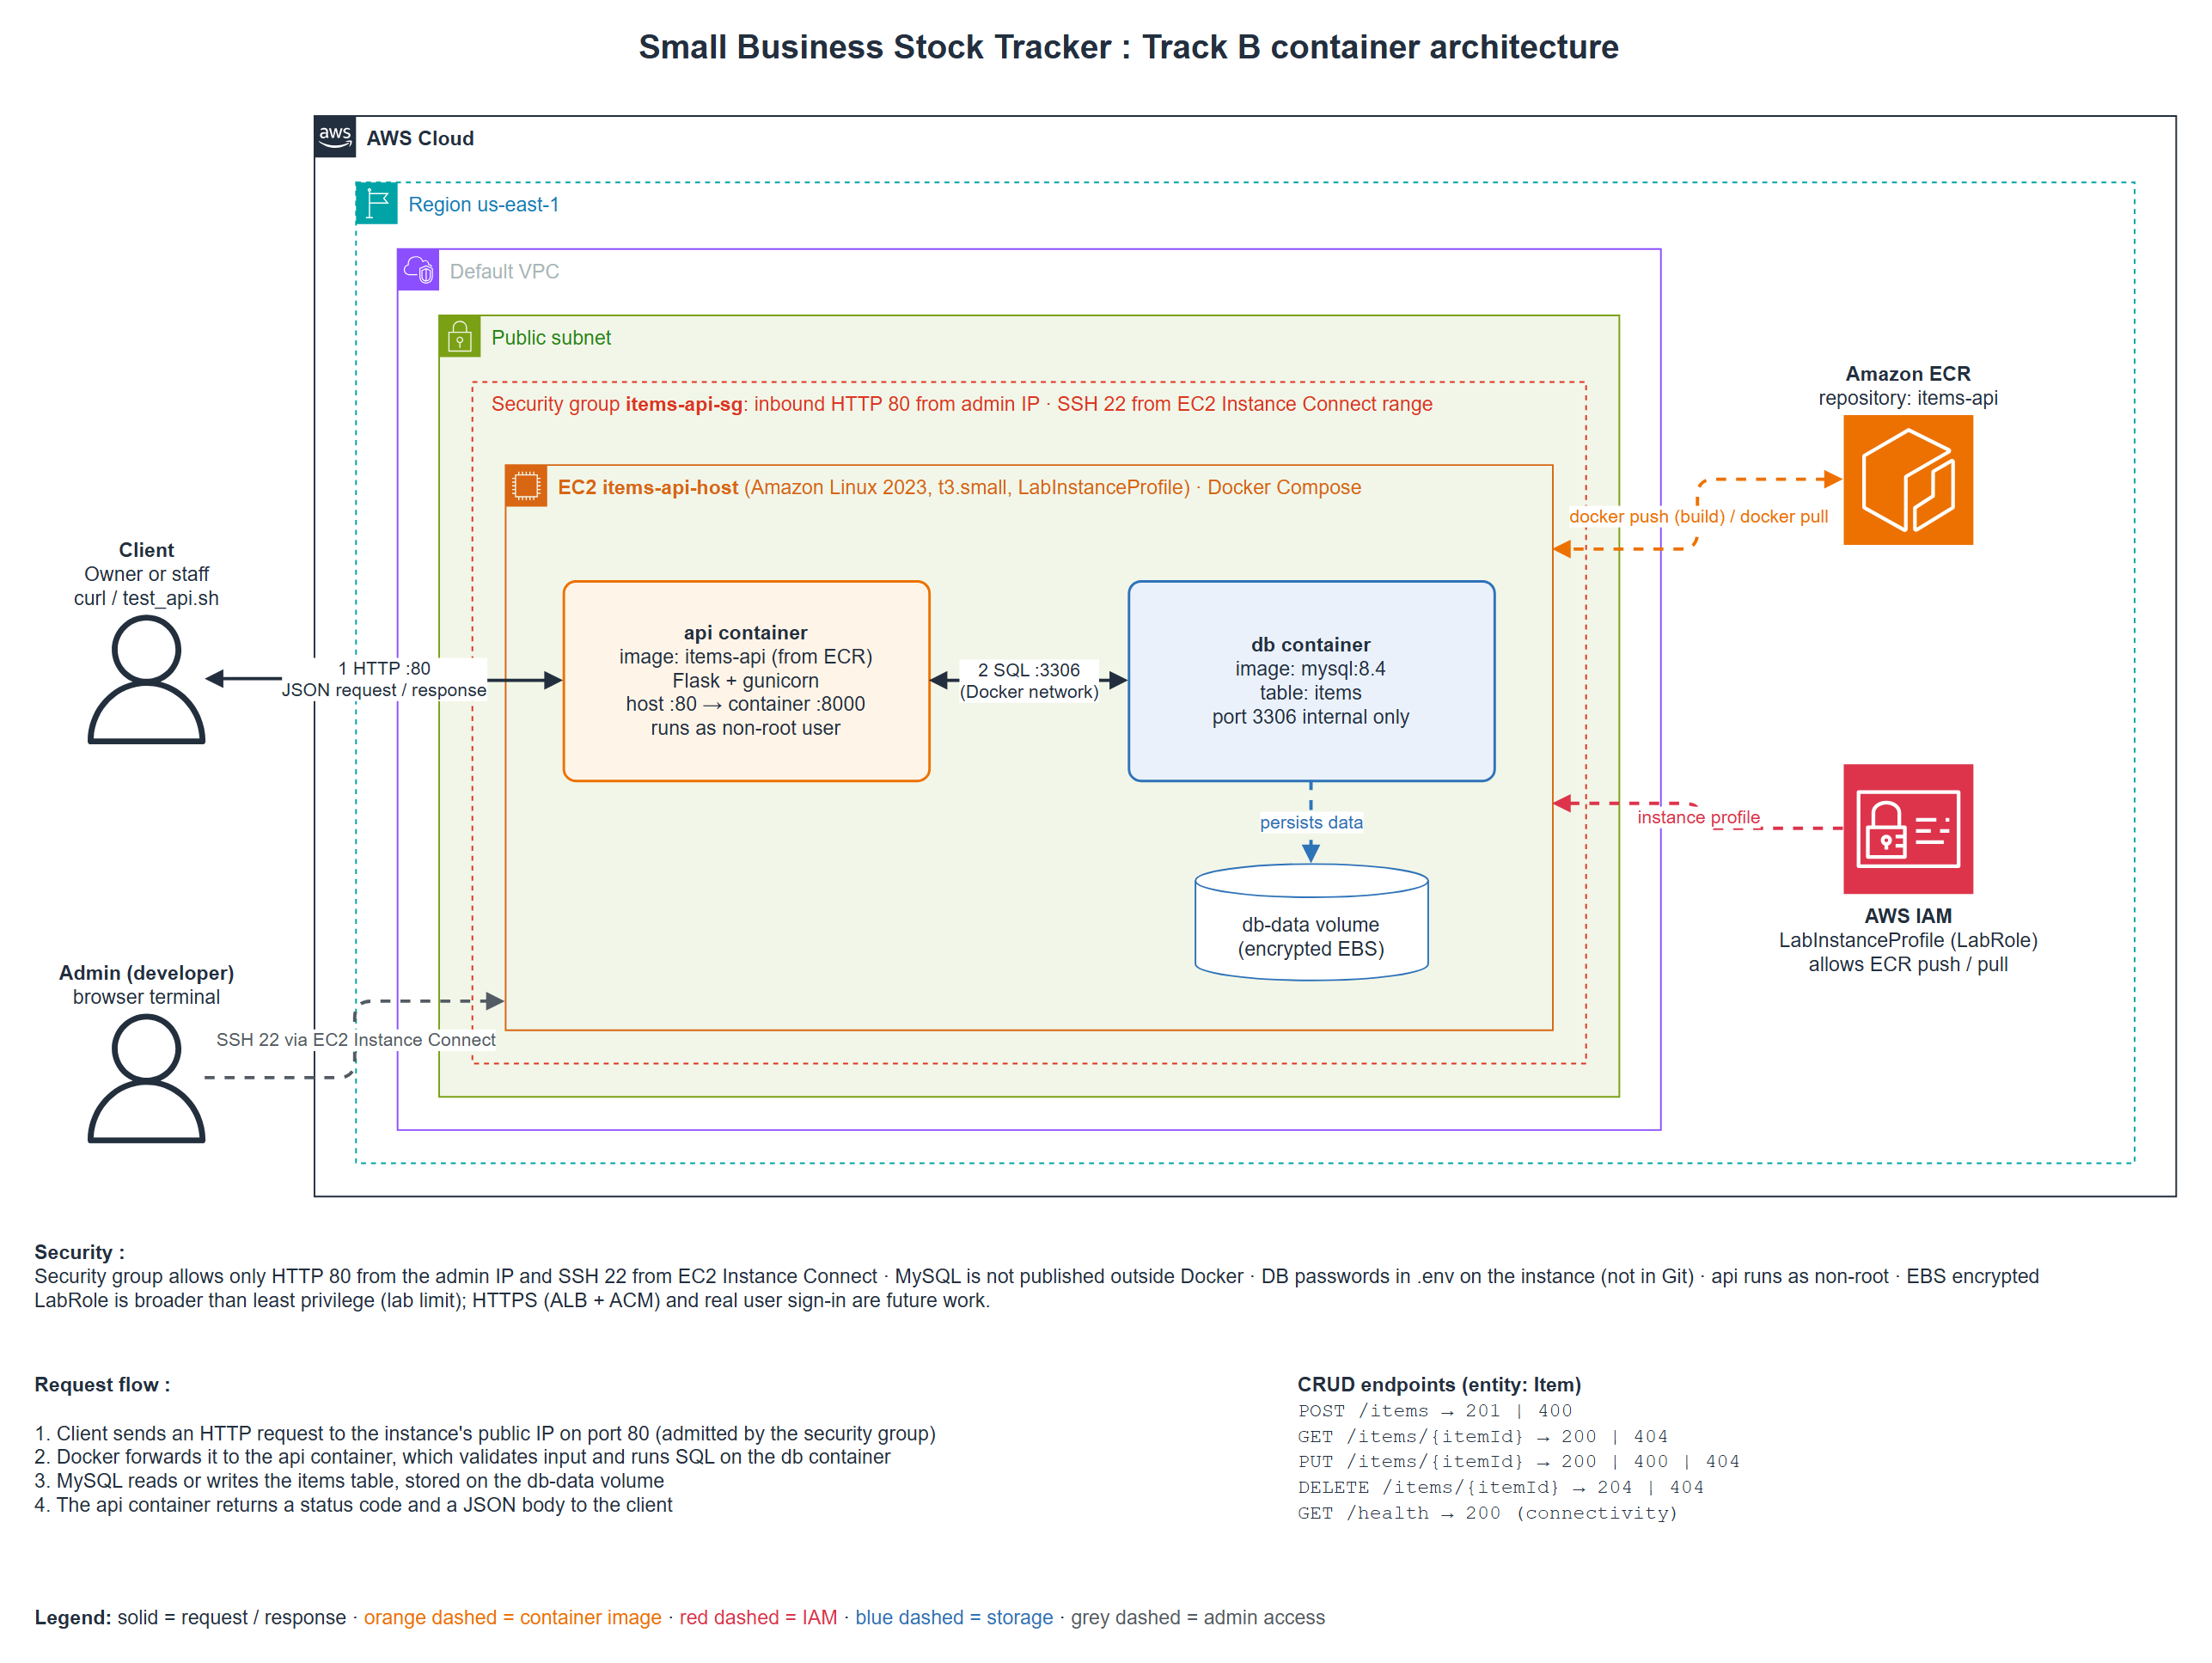 Small Business Stock Tracker : Track B container architecture
aws
AWS Cloud
Region us-east-1
Default VPC
Public subnet
Security group items-api-sg: inbound HTTP 80 from admin IP · SSH 22 from EC2 Instance Connect range
EC2 items-api-host (Amazon Linux 2023, t3.small, LabInstanceProfile) · Docker Compose
Amazon ECR
repository: items-api
docker push (build) / docker pull
Client
Owner or staff
curl / test_api.sh
1 HTTP :80
JSON request / response
api container
image: items-api (from ECR)
Flask + gunicorn
host :80 → container :8000
runs as non-root user
2 SQL :3306
(Docker network)
db container
image: mysql:8.4
table: items
port 3306 internal only
persists data
db-data volume
(encrypted EBS)
instance profile
AWS IAM
LabInstanceProfile (LabRole)
allows ECR push / pull
Admin (developer)
browser terminal
SSH 22 via EC2 Instance Connect
Security :
Security group allows only HTTP 80 from the admin IP and SSH 22 from EC2 Instance Connect · MySQL is not published outside Docker · DB passwords in .env on the instance (not in Git) · api runs as non-root · EBS encrypted
LabRole is broader than least privilege (lab limit); HTTPS (ALB + ACM) and real user sign-in are future work.
Request flow :
1. Client sends an HTTP request to the instance's public IP on port 80 (admitted by the security group)
2. Docker forwards it to the api container, which validates input and runs SQL on the db container
3. MySQL reads or writes the items table, stored on the db-data volume
4. The api container returns a status code and a JSON body to the client
CRUD endpoints (entity: Item)
POST /items → 201 | 400
GET /items/{itemId} → 200 | 404
PUT /items/{itemId} → 200 | 400 | 404
DELETE /items/{itemId} → 204 | 404
GET /health → 200 (connectivity)
Legend: solid = request / response · orange dashed = container image · red dashed = IAM · blue dashed = storage · grey dashed = admin access